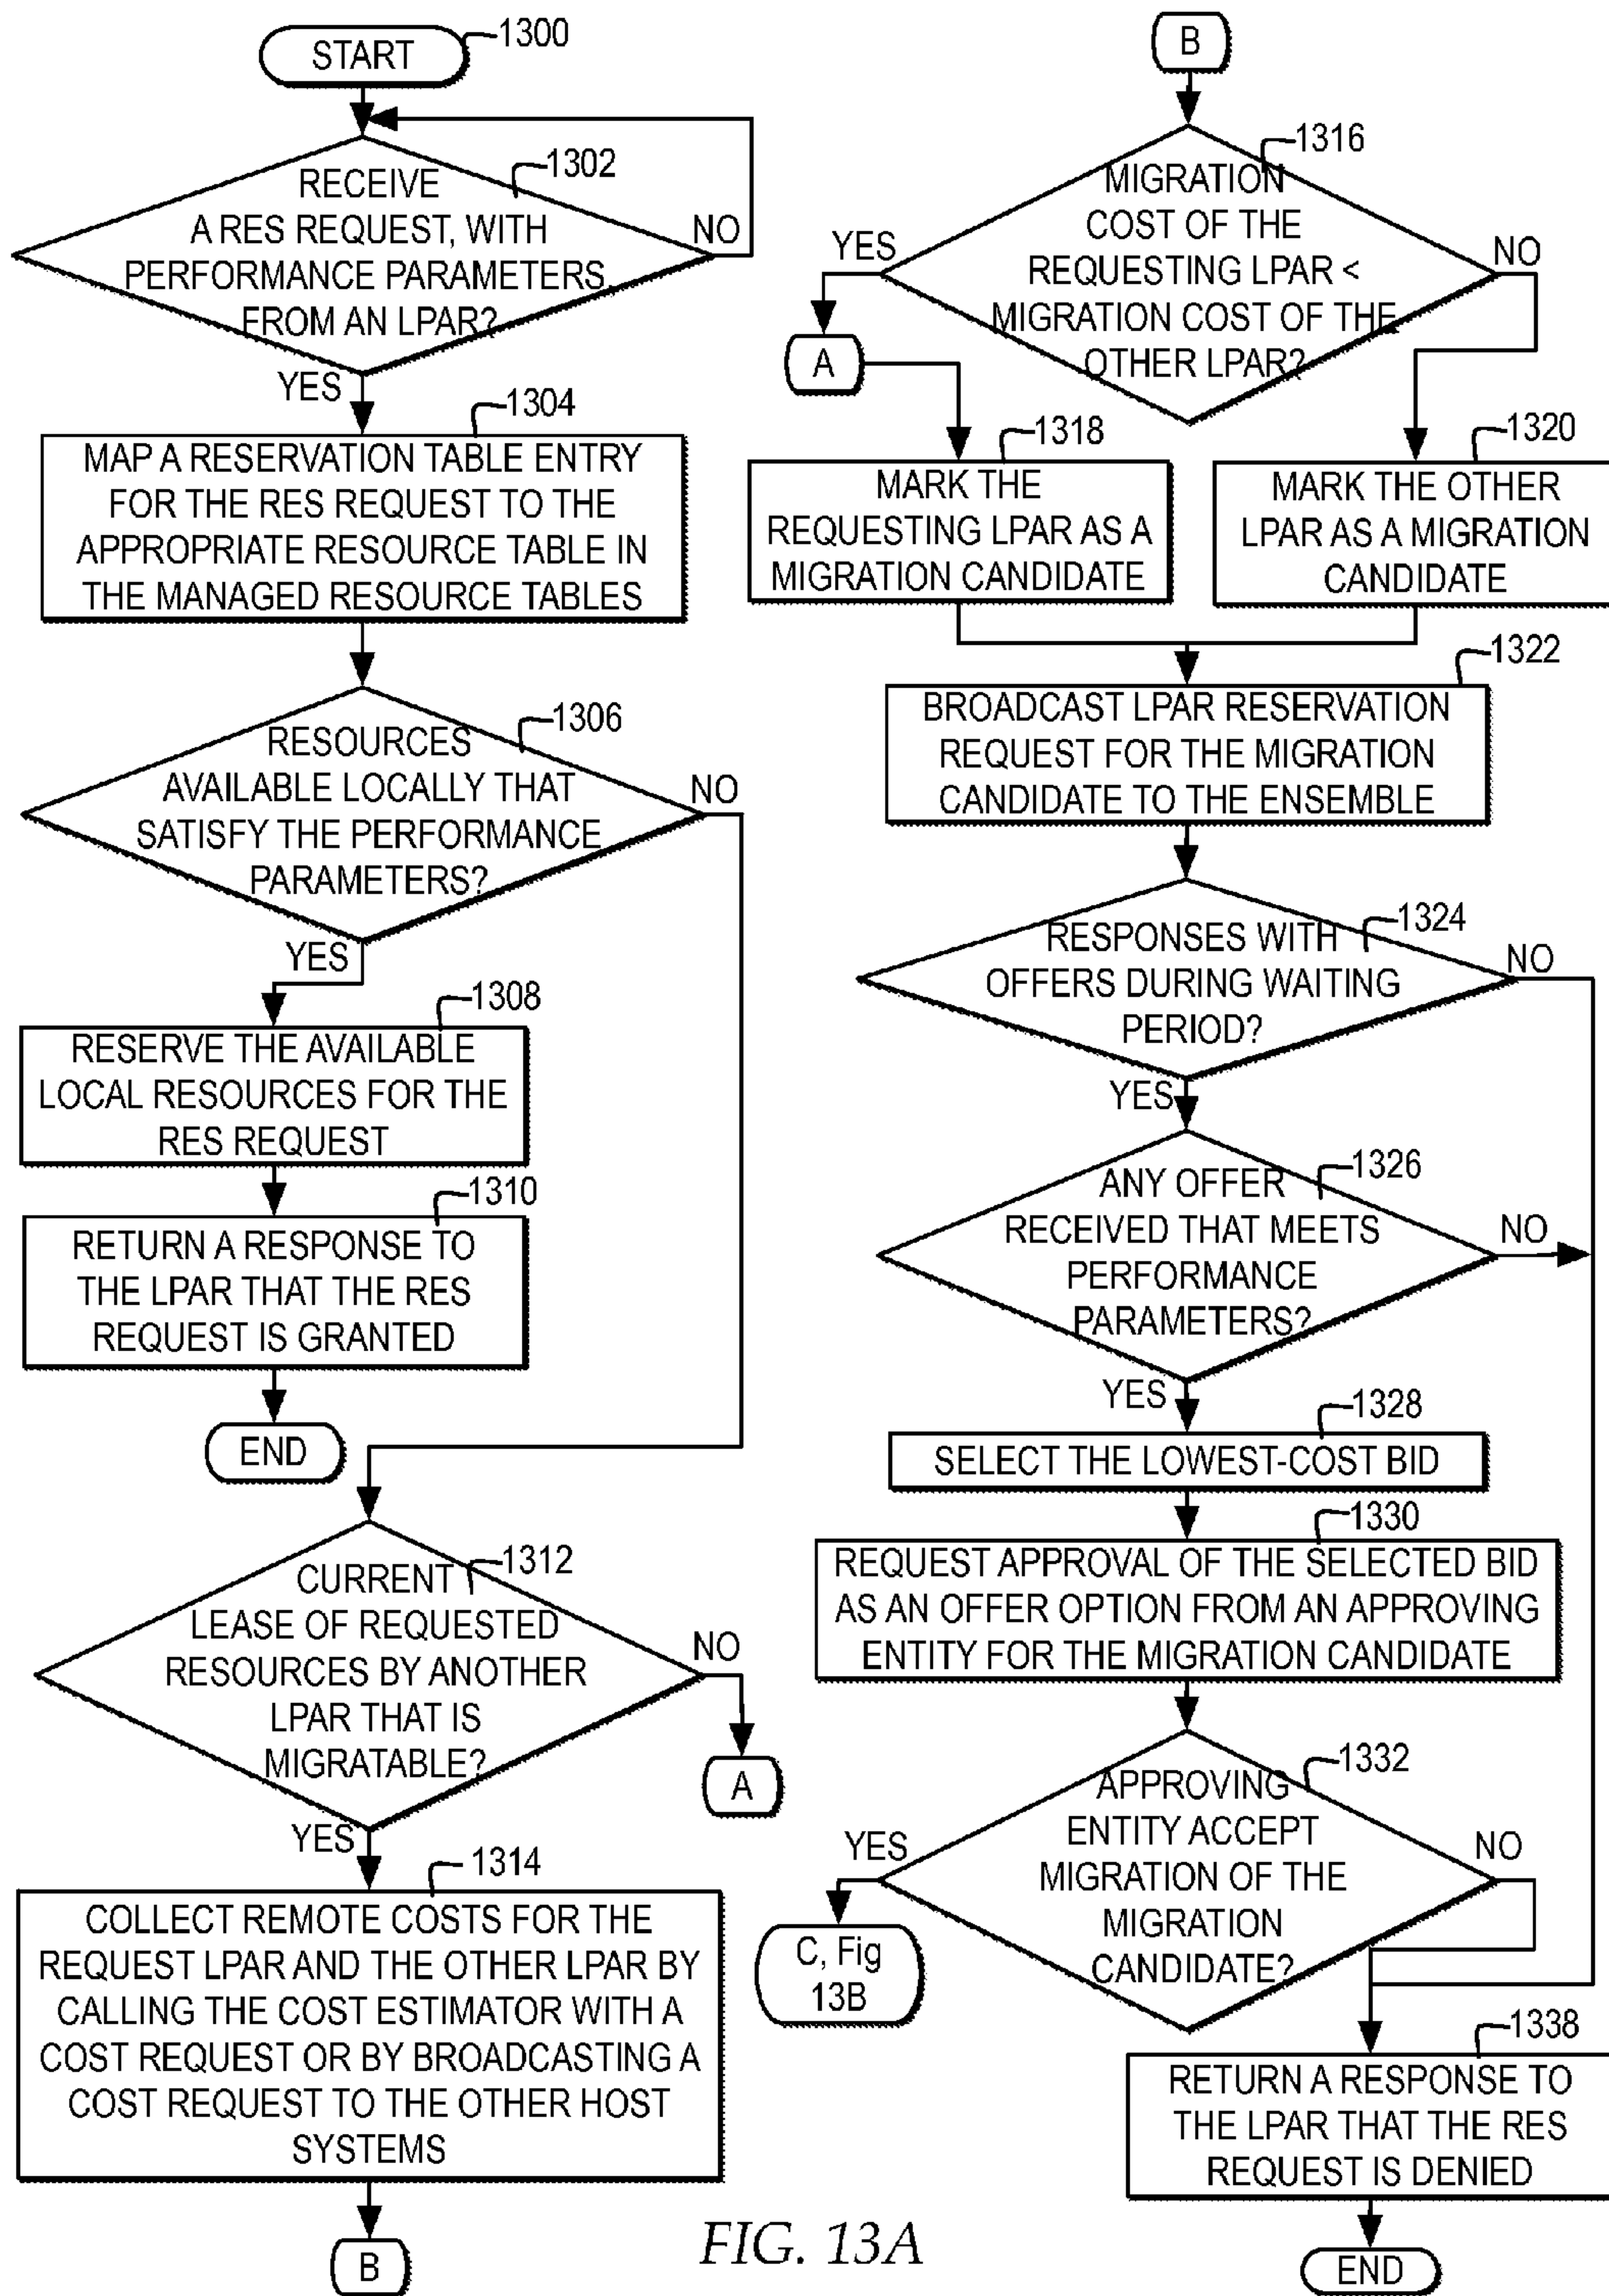 START
1300
1302
RECEIVE
A RES REQUEST, WITH
PERFORMANCE PARAMETERS,
FROM AN LPAR?
NO
YES
1304
MAP A RESERVATION TABLE ENTRY
FOR THE RES REQUEST TO THE
APPROPRIATE RESOURCE TABLE IN
THE MANAGED RESOURCE TABLES
1306
RESOURCES
AVAILABLE LOCALLY THAT
SATISFY THE PERFORMANCE
PARAMETERS?
NO
YES
1308
RESERVE THE AVAILABLE
LOCAL RESOURCES FOR THE
RES REQUEST
1310
RETURN A RESPONSE TO
THE LPAR THAT THE RES
REQUEST IS GRANTED
END
1312
CURRENT
LEASE OF REQUESTED
RESOURCES BY ANOTHER
LPAR THAT IS
MIGRATABLE?
NO
A
YES
1314
COLLECT REMOTE COSTS FOR THE
REQUEST LPAR AND THE OTHER LPAR BY
CALLING THE COST ESTIMATOR WITH A
COST REQUEST OR BY BROADCASTING A
COST REQUEST TO THE OTHER HOST
SYSTEMS
B
B
1316
MIGRATION
COST OF THE
REQUESTING LPAR <
MIGRATION COST OF THE
OTHER LPAR?
YES
NO
A
1318
MARK THE
REQUESTING LPAR AS A
MIGRATION CANDIDATE
1320
MARK THE OTHER
LPAR AS A MIGRATION
CANDIDATE
1322
BROADCAST LPAR RESERVATION
REQUEST FOR THE MIGRATION
CANDIDATE TO THE ENSEMBLE
1324
RESPONSES WITH
OFFERS DURING WAITING
PERIOD?
NO
YES
1326
ANY OFFER
RECEIVED THAT MEETS
PERFORMANCE
PARAMETERS?
NO
YES
1328
SELECT THE LOWEST-COST BID
1330
REQUEST APPROVAL OF THE SELECTED BID
AS AN OFFER OPTION FROM AN APPROVING
ENTITY FOR THE MIGRATION CANDIDATE
1332
APPROVING
ENTITY ACCEPT
MIGRATION OF THE
MIGRATION
CANDIDATE?
YES
NO
C, Fig
13B
1338
RETURN A RESPONSE TO
THE LPAR THAT THE RES
REQUEST IS DENIED
END
FIG. 13A